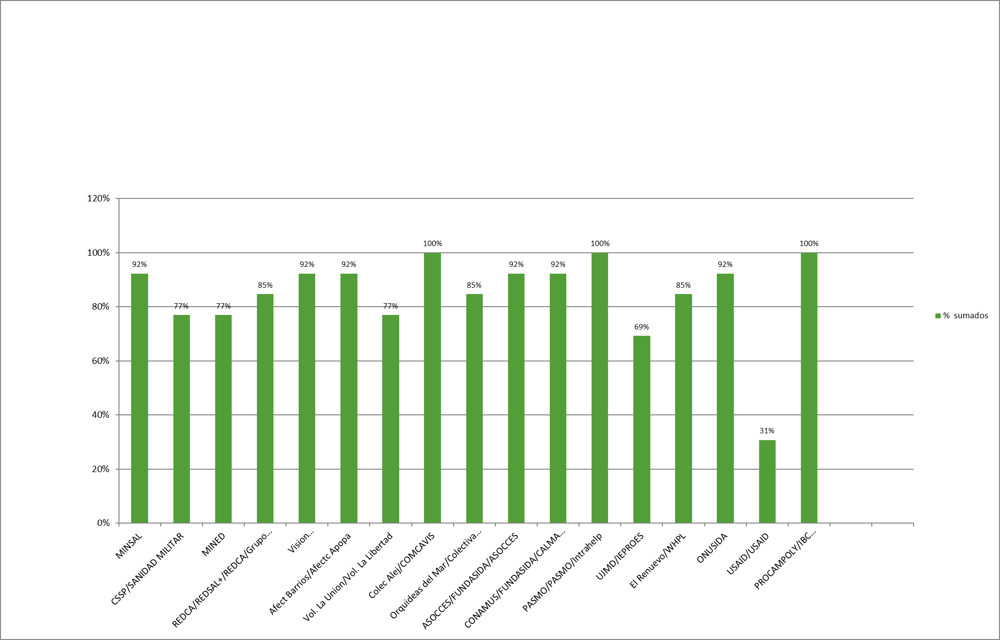 120%
100%
80%
60%
40%
20%
0%
92%
77%
77%
85%
92%
92%
77%
100%
85%
92%
92%
100%
69%
85%
92%
31%
100%
MINSAL
CSSP/SANIDAD MILITAR
MINED
REDCA/REDSAL+/REDCA/Grupo...
Vision...
Afect Barrios/Afectc Apopa
Vol. La Union/Vol. La Libertad
Colec Alej/COMCAVIS
Orquideas del Mar/Colectiva...
ASOCCES/FUNDASIDA/ASOCCES
CONAMUS/FUNDASIDA/CALMA...
PASMO/PASMO/Intrahelp
UJMD/IEPROES
El Renuevo/WHPL
ONUSIDA
USAID/USAID
PROCAMPOLY/IBC...
% sumados